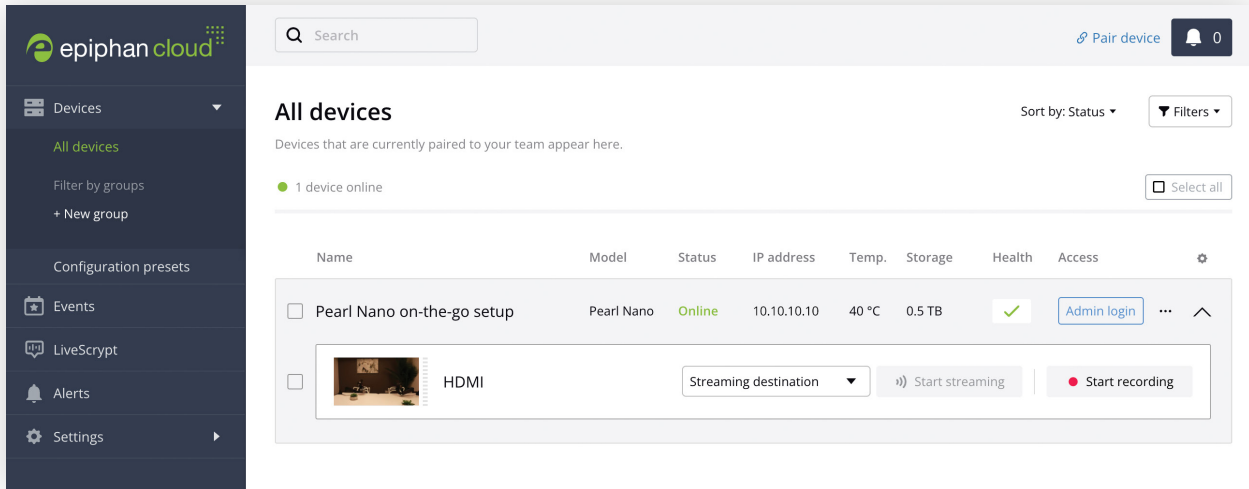 epiphan cloud
Search
Pair device
0
Devices
All devices
Filter by groups
+ New group
Configuration presets
Events
LiveScrypt
Alerts
Settings
All devices
Sort by: Status
Filters
Devices that are currently paired to your team appear here.
1 device online
Select all
Name Model Status IP address Temp. Storage Health Access
Pearl Nano on-the-go setup Pearl Nano Online 10.10.10.10 40 °C 0.5 TB Admin login ...
HDMI Streaming destination Start streaming Start recording